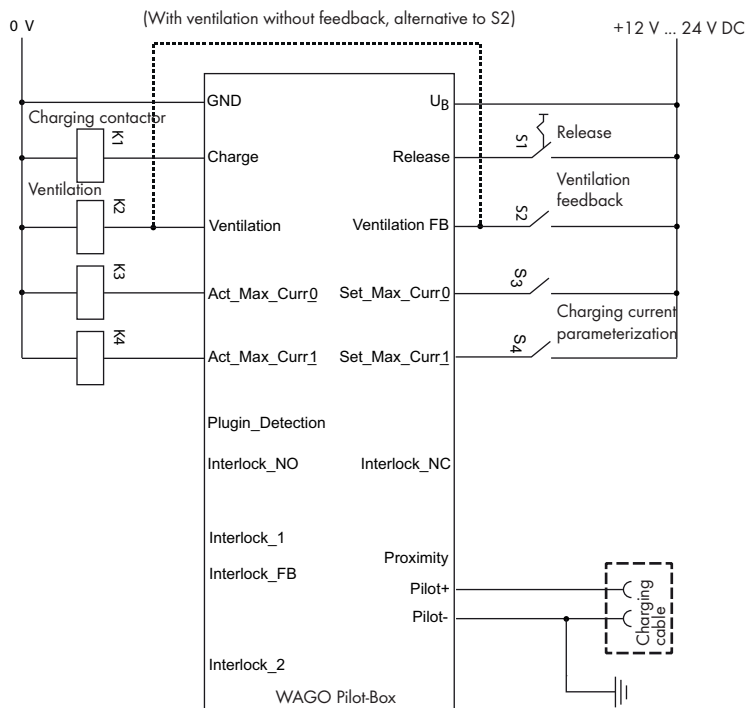 (With ventilation without feedback, alternative to S2)
0 V
+12 V ... 24 V DC
GND
UB
Charging contactor
K1
Charge
Release
S1
Release
Ventilation
K2
Ventilation
Ventilation FB
S2
Ventilation
feedback
K3
Act_Max_Curr0
Set_Max_Curr0
S3
Charging current
parameterization
K4
Act_Max_Curr1
Set_Max_Curr1
S4
Plugin_Detection
Interlock_NO
Interlock_NC
Interlock_1
Proximity
Interlock_FB
Pilot+
Pilot-
Charging
cable
Interlock_2
WAGO Pilot-Box